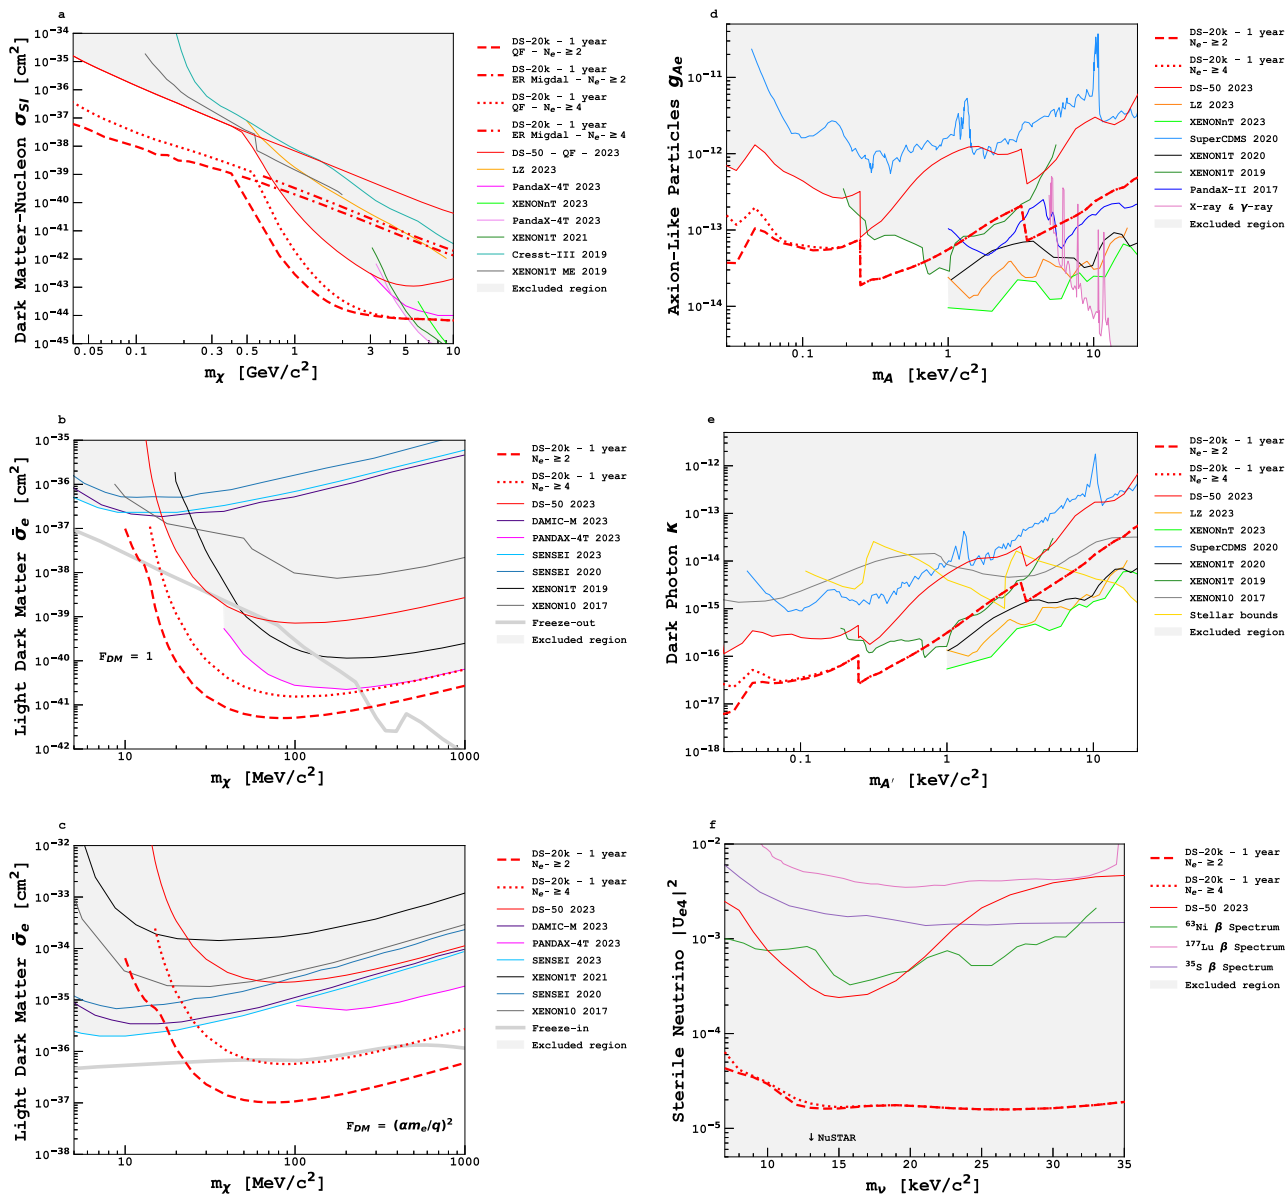 a
Dark Matter-Nucleon σSI [cm²]
10⁻³⁴
10⁻³⁵
10⁻³⁶
10⁻³⁷
10⁻³⁸
10⁻³⁹
10⁻⁴⁰
10⁻⁴¹
10⁻⁴²
10⁻⁴³
10⁻⁴⁴
10⁻⁴⁵
0.05 0.1 0.3 0.5 1 3 5 10
mχ [GeV/c²]
DS-20k - 1 year
QF - Ne- ≥ 2
DS-20k - 1 year
ER Migdal - Ne- ≥ 2
DS-20k - 1 year
QF - Ne- ≥ 4
DS-20k - 1 year
ER Migdal - Ne- ≥ 4
DS-50 - QF - 2023
LZ 2023
PandaX-4T 2023
XENONnT 2023
PandaX-4T 2023
XENON1T 2021
Cresst-III 2019
XENON1T ME 2019
Excluded region
b
Light Dark Matter σ̄e [cm²]
10⁻³⁵
10⁻³⁶
10⁻³⁷
10⁻³⁸
10⁻³⁹
10⁻⁴⁰
10⁻⁴¹
10⁻⁴²
FDM = 1
10 100 1000
mχ [MeV/c²]
DS-20k - 1 year
Ne- ≥ 2
DS-20k - 1 year
Ne- ≥ 4
DS-50 2023
DAMIC-M 2023
PANDAX-4T 2023
SENSEI 2023
SENSEI 2020
XENON1T 2019
XENON10 2017
Freeze-out
Excluded region
c
Light Dark Matter σ̄e [cm²]
10⁻³²
10⁻³³
10⁻³⁴
10⁻³⁵
10⁻³⁶
10⁻³⁷
10⁻³⁸
FDM = (αme/q)²
10 100 1000
mχ [MeV/c²]
DS-20k - 1 year
Ne- ≥ 2
DS-20k - 1 year
Ne- ≥ 4
DS-50 2023
DAMIC-M 2023
PANDAX-4T 2023
SENSEI 2023
XENON1T 2021
SENSEI 2020
XENON10 2017
Freeze-in
Excluded region
d
Axion-Like Particles gAe
10⁻¹¹
10⁻¹²
10⁻¹³
10⁻¹⁴
0.1 1 10
mA [keV/c²]
DS-20k - 1 year
Ne- ≥ 2
DS-20k - 1 year
Ne- ≥ 4
DS-50 2023
LZ 2023
XENONnT 2023
SuperCDMS 2020
XENON1T 2020
XENON1T 2019
PandaX-II 2017
X-ray & γ-ray
Excluded region
e
Dark Photon κ
10⁻¹²
10⁻¹³
10⁻¹⁴
10⁻¹⁵
10⁻¹⁶
10⁻¹⁷
10⁻¹⁸
0.1 1 10
mA′ [keV/c²]
DS-20k - 1 year
Ne- ≥ 2
DS-20k - 1 year
Ne- ≥ 4
DS-50 2023
LZ 2023
XENONnT 2023
SuperCDMS 2020
XENON1T 2020
XENON1T 2019
XENON10 2017
Stellar bounds
Excluded region
f
Sterile Neutrino |Ue4|²
10⁻²
10⁻³
10⁻⁴
10⁻⁵
↓ NuSTAR
10 15 20 25 30 35
mν [keV/c²]
DS-20k - 1 year
Ne- ≥ 2
DS-20k - 1 year
Ne- ≥ 4
DS-50 2023
⁶³Ni β Spectrum
¹⁷⁷Lu β Spectrum
³⁵S β Spectrum
Excluded region